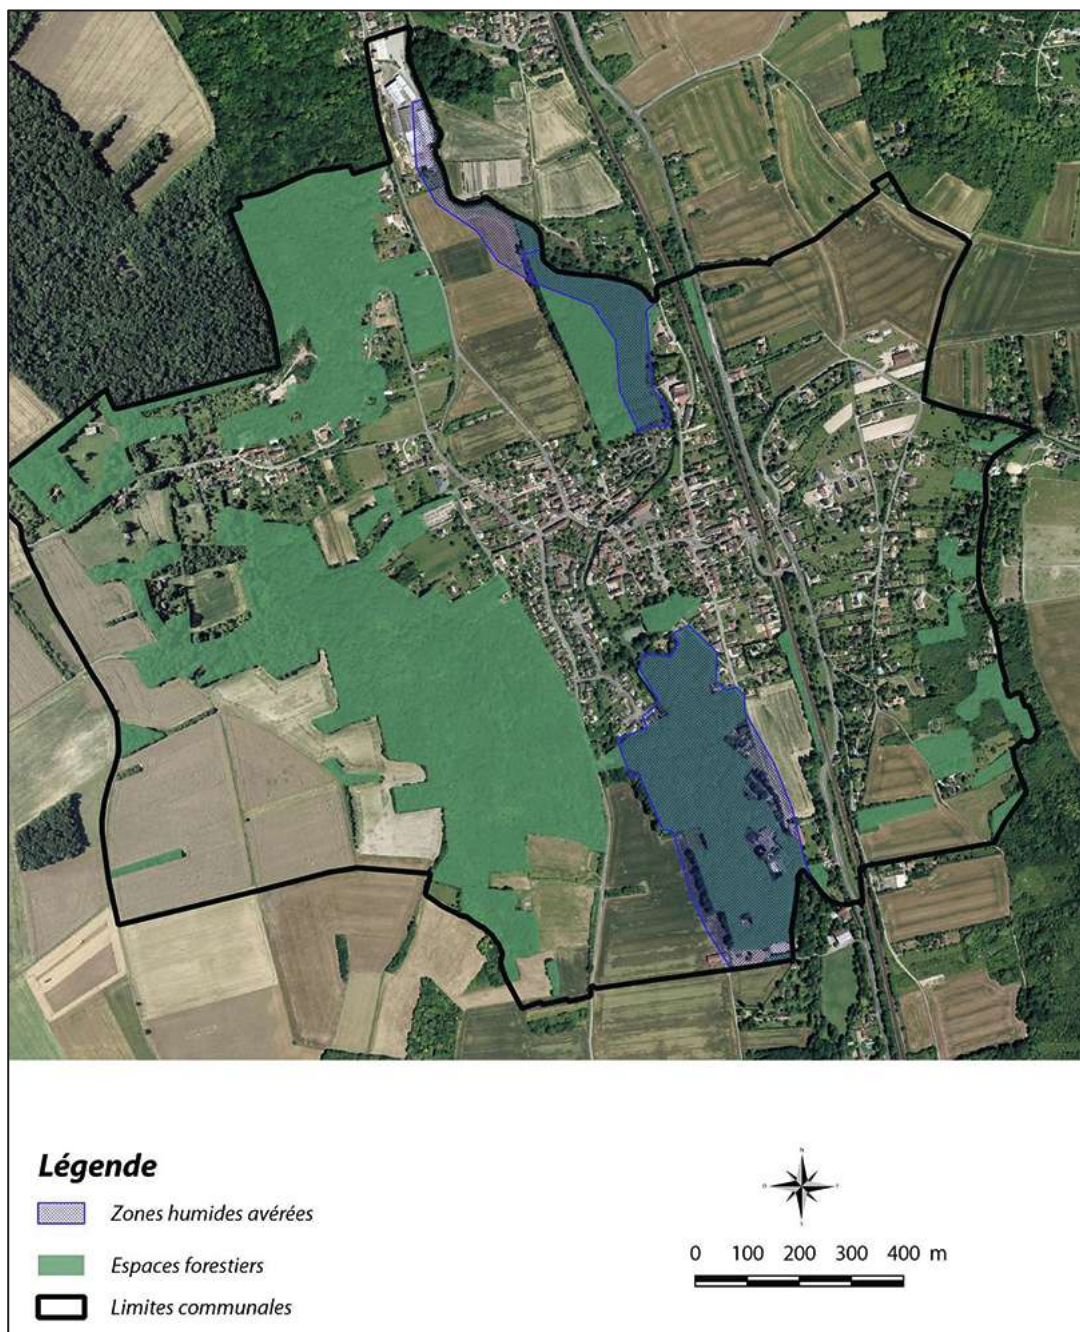 Légende
Zones humides avérées
Espaces forestiers
Limites communales
N
0 100 200 300 400 m